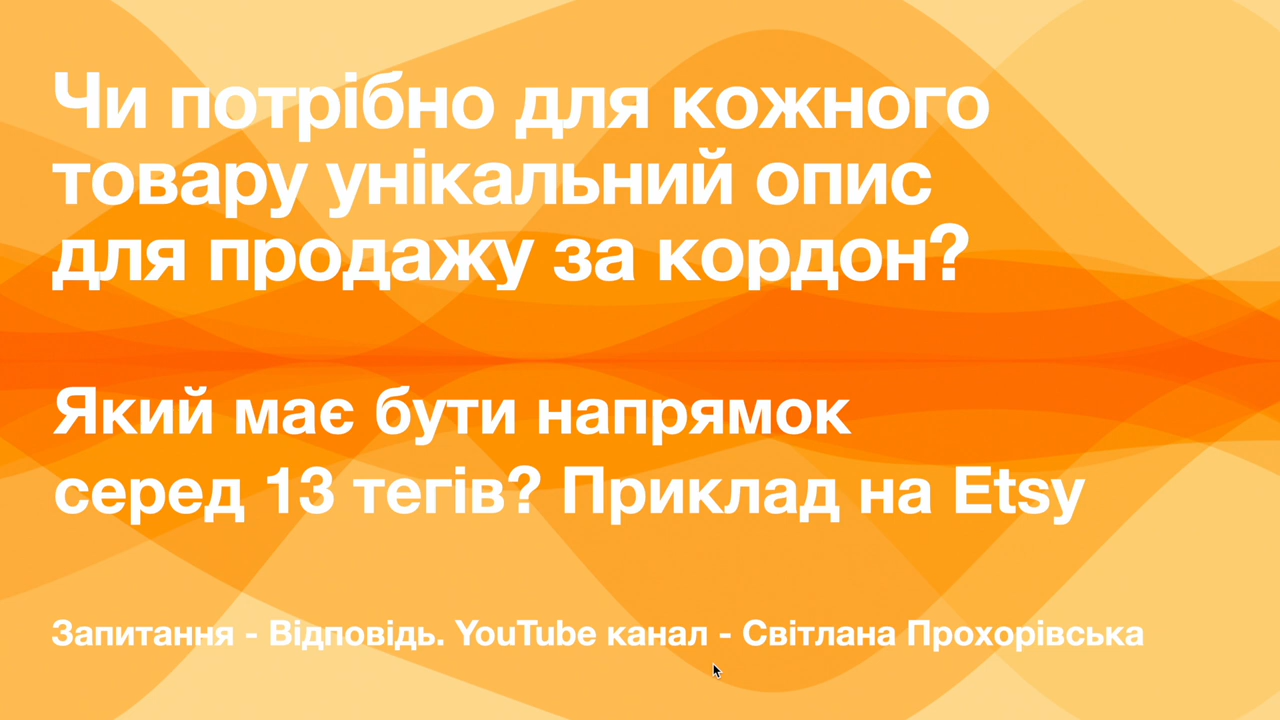 Чи потрібно для кожного
товару унікальний опис
для продажу за кордон?
Який має бути напрямок
серед 13 тегів? Приклад на Etsy
Запитання - Відповідь. YouTube канал - Світлана Прохорівська